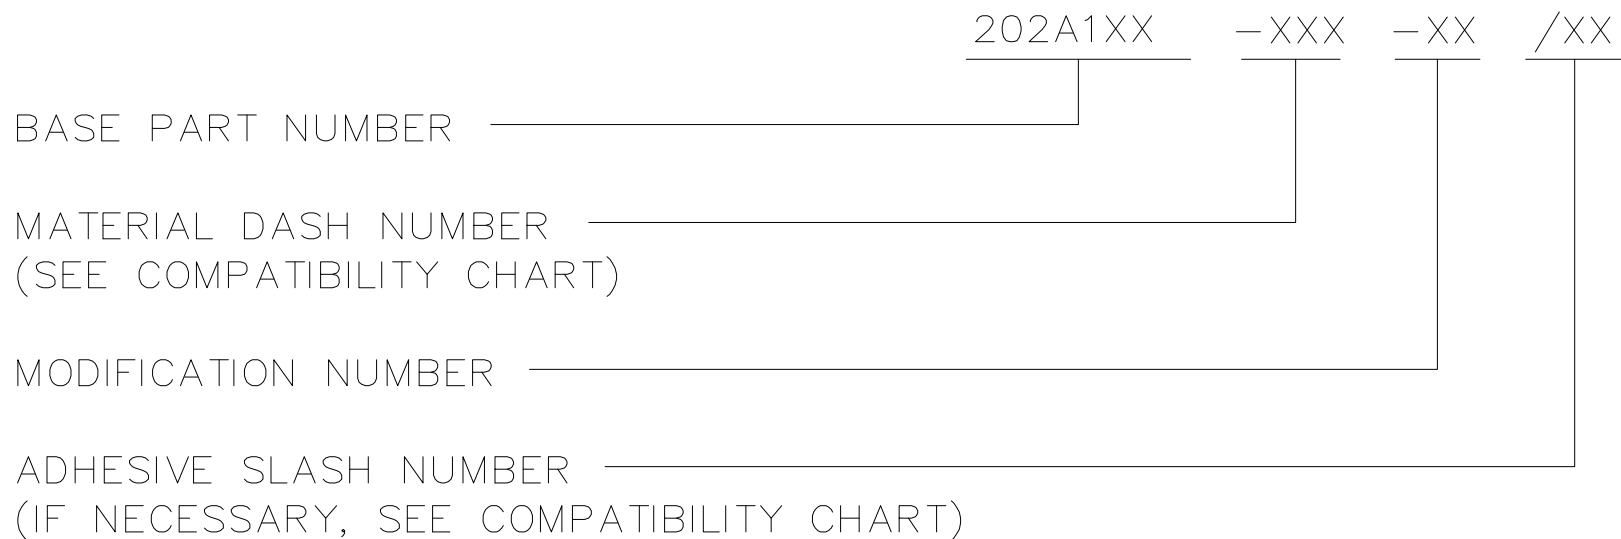 202A1XX -XXX -XX /XX
BASE PART NUMBER
MATERIAL DASH NUMBER
(SEE COMPATIBILITY CHART)
MODIFICATION NUMBER
ADHESIVE SLASH NUMBER
(IF NECESSARY, SEE COMPATIBILITY CHART)